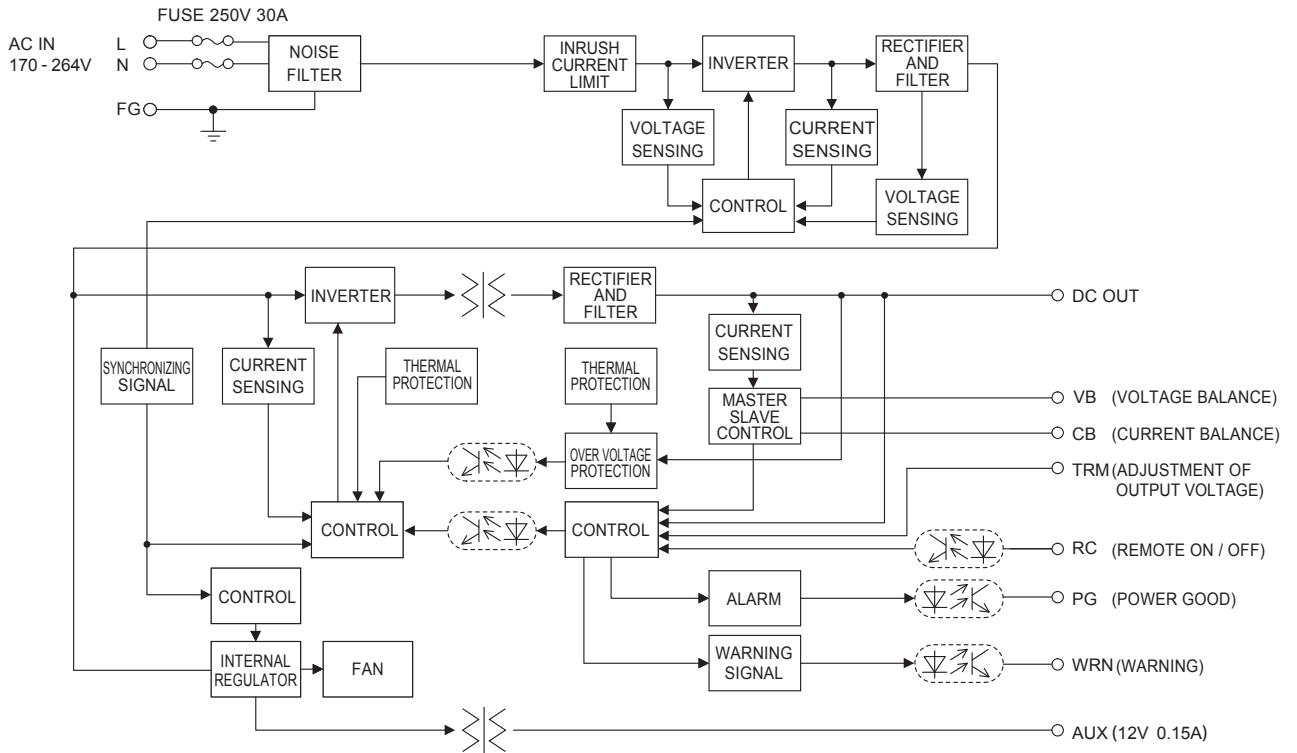 FUSE 250V 30A
AC IN
170 - 264V
L
N
FG
NOISE
FILTER
INRUSH
CURRENT
LIMIT
INVERTER
RECTIFIER
AND
FILTER
VOLTAGE
SENSING
CURRENT
SENSING
CONTROL
VOLTAGE
SENSING
INVERTER
RECTIFIER
AND
FILTER
DC OUT
SYNCHRONIZING
SIGNAL
CURRENT
SENSING
THERMAL
PROTECTION
THERMAL
PROTECTION
CURRENT
SENSING
MASTER
SLAVE
CONTROL
VB (VOLTAGE BALANCE)
CB (CURRENT BALANCE)
OVER VOLTAGE
PROTECTION
TRM (ADJUSTMENT OF
OUTPUT VOLTAGE)
CONTROL
CONTROL
RC (REMOTE ON / OFF)
CONTROL
ALARM
PG (POWER GOOD)
INTERNAL
REGULATOR
FAN
WARNING
SIGNAL
WRN (WARNING)
AUX (12V 0.15A)